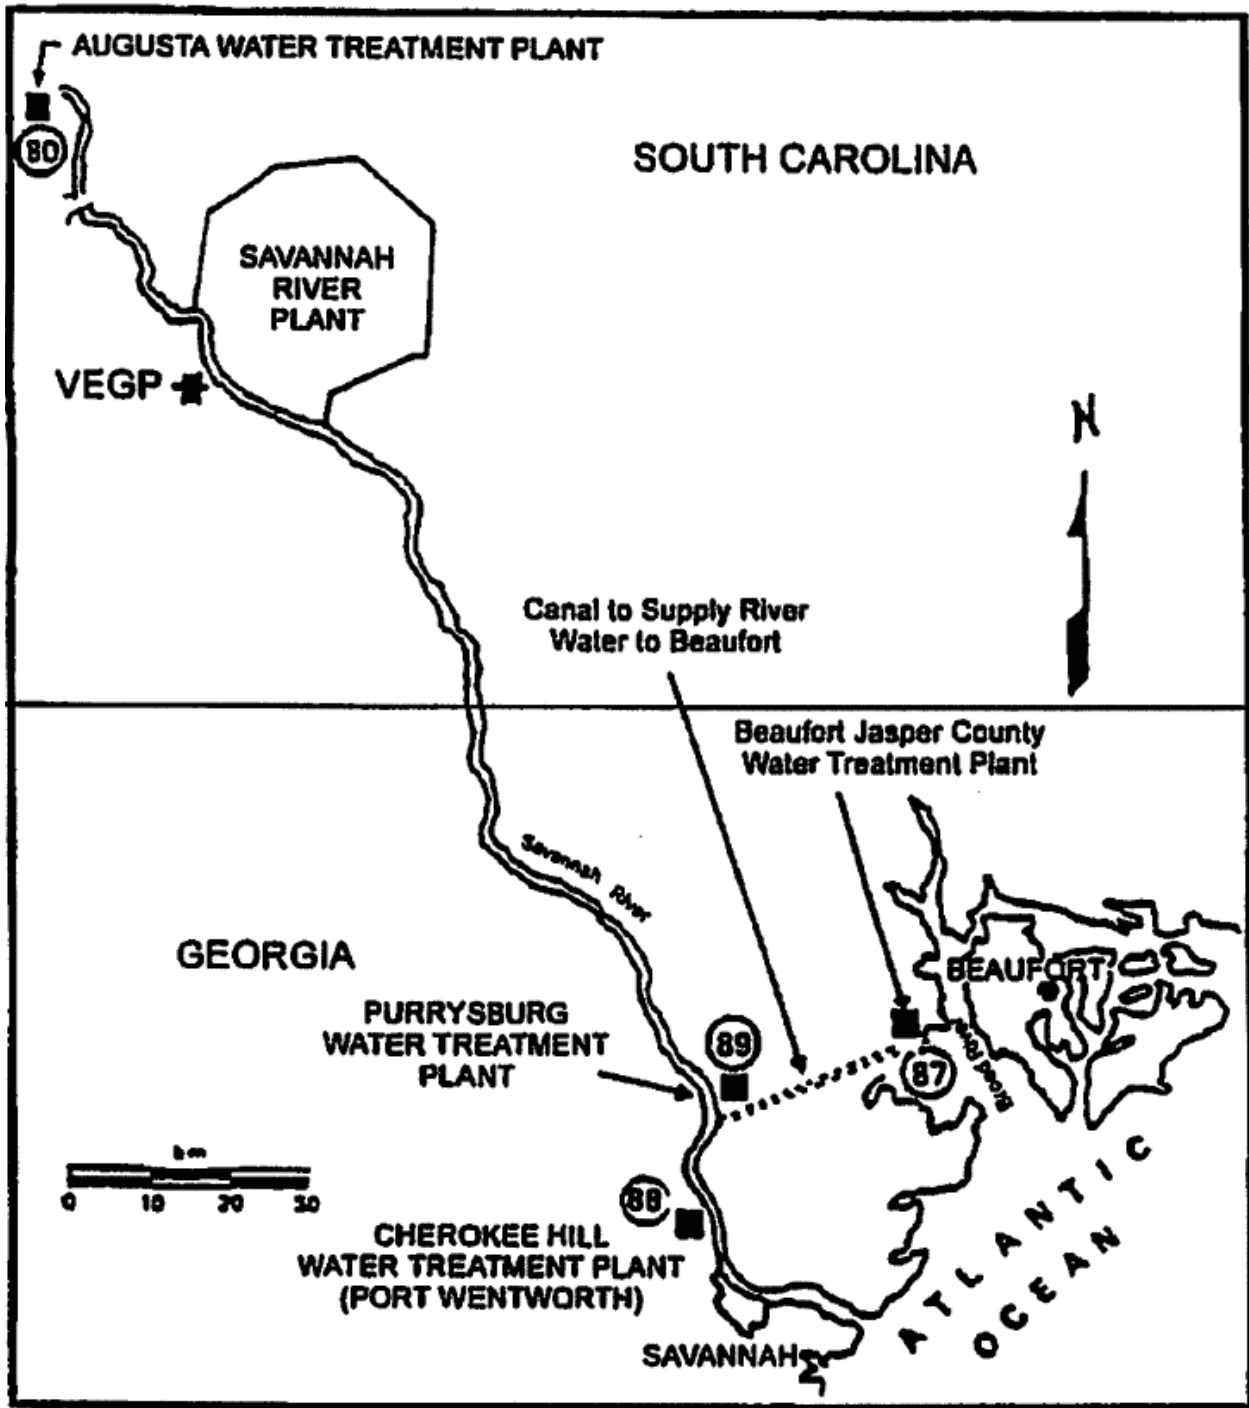 AUGUSTA WATER TREATMENT PLANT
80
SOUTH CAROLINA
SAVANNAH
RIVER
PLANT
VEGP
N
Canal to Supply River
Water to Beaufort
Beaufort Jasper County
Water Treatment Plant
Savannah River
GEORGIA
BEAUFORT
PURRYSBURG
WATER TREATMENT
PLANT
89
87
Broad River
km
0 10 20 30
88
CHEROKEE HILL
WATER TREATMENT PLANT
(PORT WENTWORTH)
ATLANTIC
OCEAN
SAVANNAH